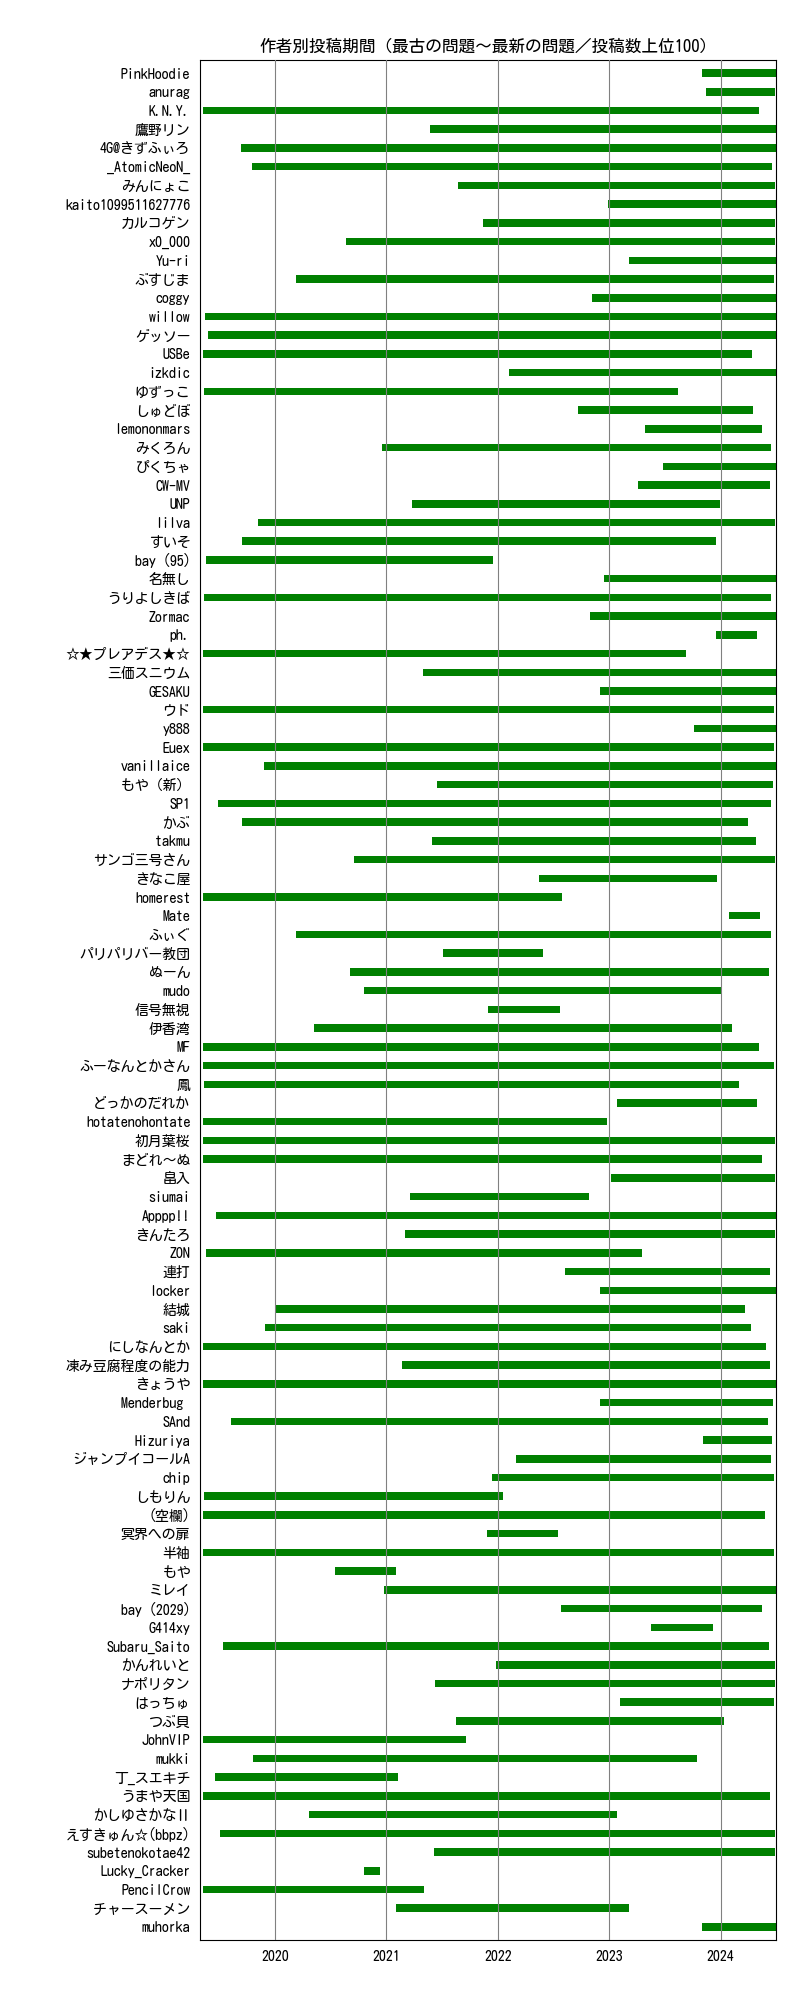 作者別投稿期間（最古の問題～最新の問題／投稿数上位100）
PinkHoodie
anurag
K.N.Y.
鷹野リン
4G@きずふぃろ
_AtomicNeoN_
みんにょこ
kaito1099511627776
カルコゲン
x0_000
Yu-ri
ぶすじま
coggy
willow
ゲッソー
USBe
izkdic
ゆずっこ
しゅどぼ
lemononmars
みくろん
ぴくちゃ
CW-MV
UNP
lilva
すいそ
bay (95)
名無し
うりよしきば
Zormac
ph.
☆★プレアデス★☆
三価スニウム
GESAKU
ウド
y888
Euex
vanillaice
もや（新）
SP1
かぶ
takmu
サンゴ三号さん
きなこ屋
homerest
Mate
ふぃぐ
パリパリバー教団
ぬーん
mudo
信号無視
伊香湾
MF
ふーなんとかさん
鳳
どっかのだれか
hotatenohontate
初月葉桜
まどれ～ぬ
畠入
siumai
Appppll
きんたろ
ZON
連打
locker
結城
saki
にしなんとか
凍み豆腐程度の能力
きょうや
Menderbug
SAnd
Hizuriya
ジャンプイコールA
chip
しもりん
(空欄)
冥界への扉
半袖
もや
ミレイ
bay (2029)
G414xy
Subaru_Saito
かんれいと
ナポリタン
はっちゅ
つぶ貝
JohnVIP
mukki
丁_スエキチ
うまや天国
かしゆさかなII
えすきゅん☆(bbpz)
subetenokotae42
Lucky_Cracker
PencilCrow
チャースーメン
muhorka
2020 2021 2022 2023 2024